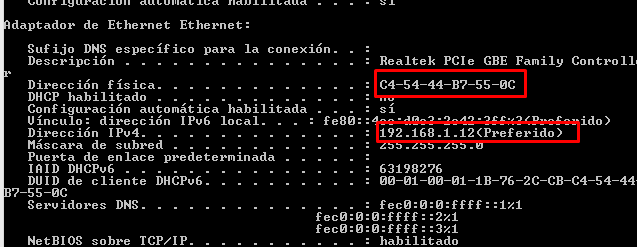 Configuración automática habilitada . . . : sí
Adaptador de Ethernet Ethernet:
Sufijo DNS específico para la conexión. . :
Descripción . . . . . . . . . . . . . . . : Realtek PCIe GBE Family Controlle
r
Dirección física. . . . . . . . . . . . . : C4-54-44-B7-55-0C
DHCP habilitado . . . . . . . . . . . . . : no
Configuración automática habilitada . . . : sí
Vínculo: dirección IPv6 local. . . : fe80::(Preferido)
Dirección IPv4. . . . . . . . . . . . . . : 192.168.1.12(Preferido)
Máscara de subred . . . . . . . . . . . . : 255.255.255.0
Puerta de enlace predeterminada . . . . . :
IAID DHCPv6 . . . . . . . . . . . . . . . : 63198276
DUID de cliente DHCPv6. . . . . . . . . . : 00-01-00-01-1B-76-2C-CB-C4-54-44-
B7-55-0C
Servidores DNS. . . . . . . . . . . . . . : fec0:0:0:ffff::1%1
fec0:0:0:ffff::2%1
fec0:0:0:ffff::3%1
NetBIOS sobre TCP/IP. . . . . . . . . . . : habilitado